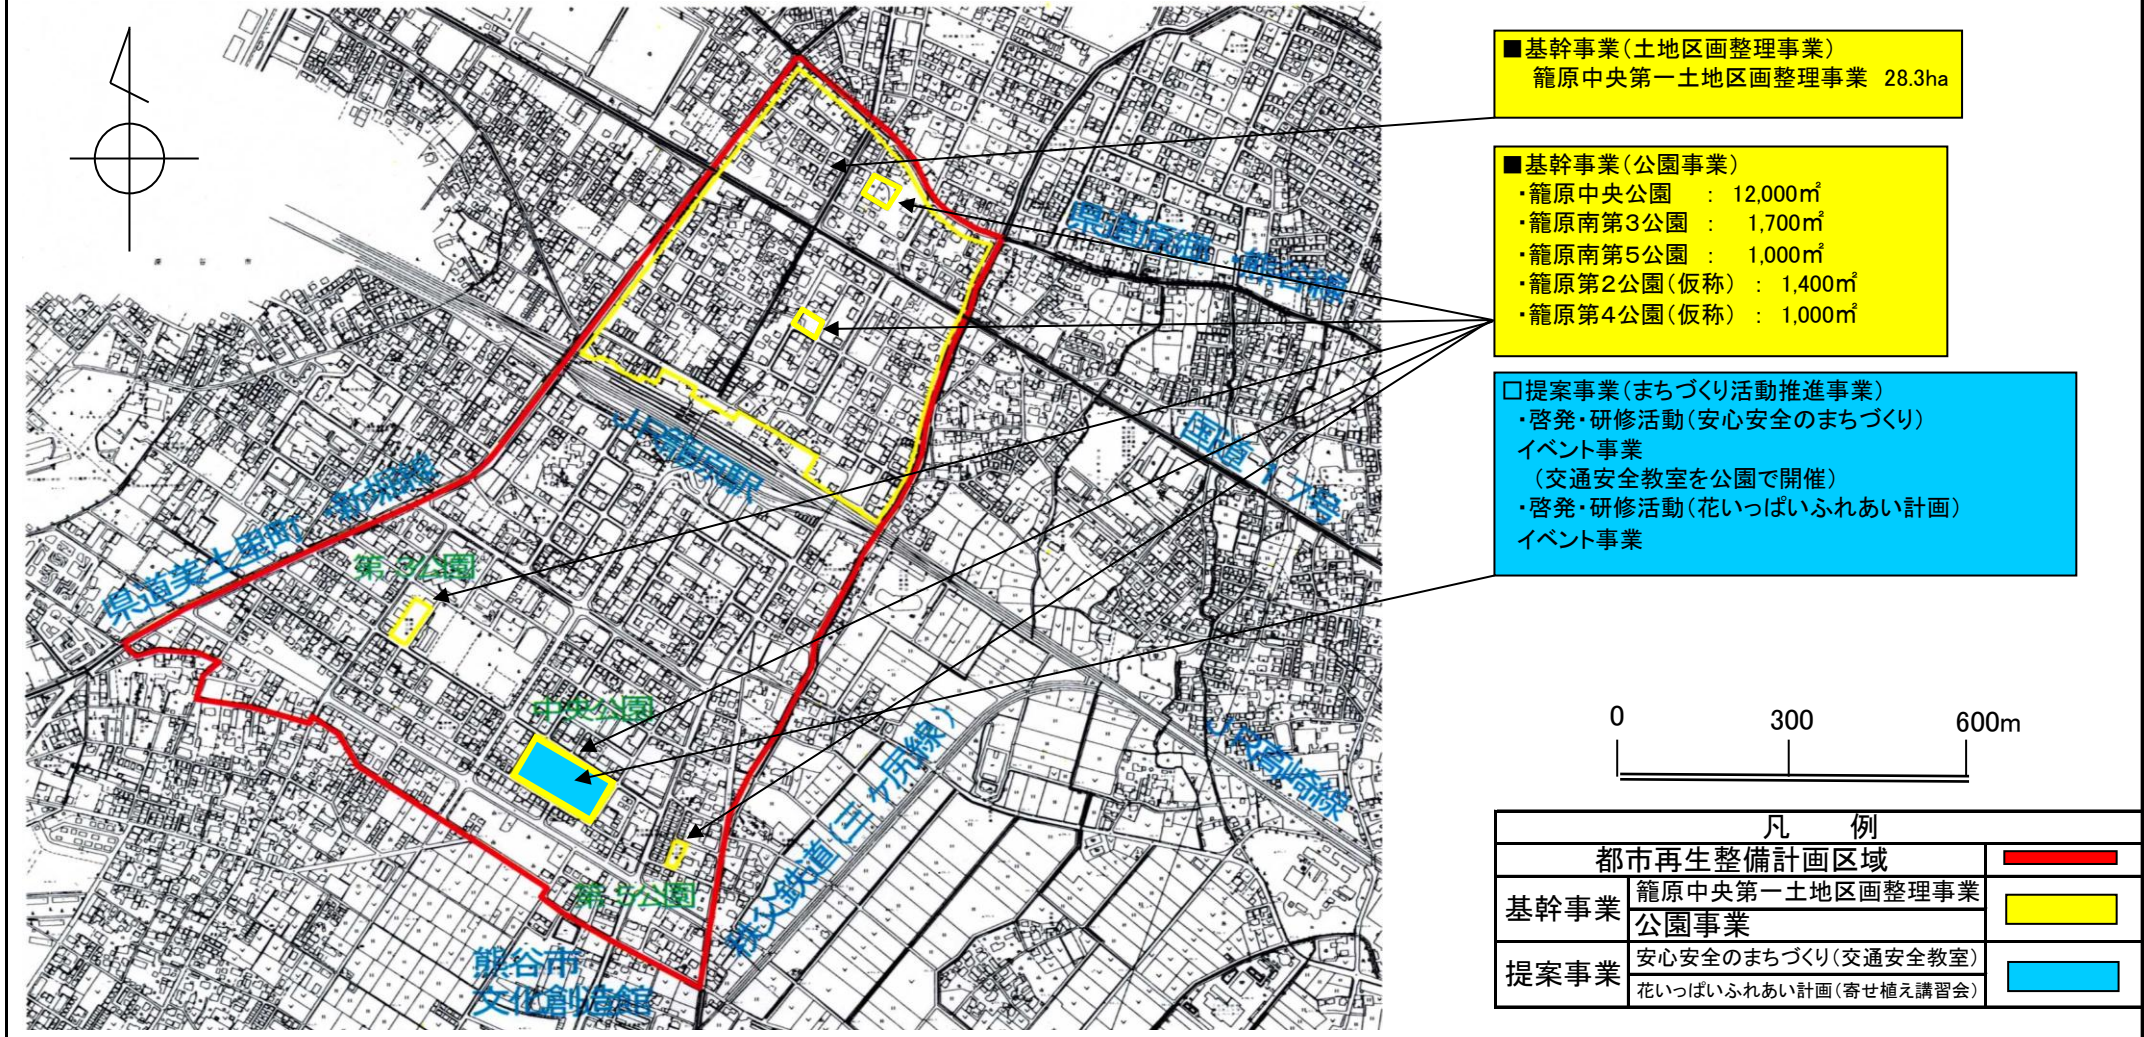 ■基幹事業(土地区画整理事業)
籠原中央第一土地区画整理事業 28.3ha
■基幹事業(公園事業)
・籠原中央公園 : 12,000㎡
・籠原南第3公園 : 1,700㎡
・籠原南第5公園 : 1,000㎡
・籠原第2公園(仮称) : 1,400㎡
・籠原第4公園(仮称) : 1,000㎡
□提案事業(まちづくり活動推進事業)
・啓発・研修活動(安心安全のまちづくり)
イベント事業
(交通安全教室を公園で開催)
・啓発・研修活動(花いっぱいふれあい計画)
イベント事業
県道原郷・熊谷線
国道17号
JR籠原駅
県道美土里町・新堀線
第3公園
中央公園
第5公園
JR高崎線
秩父鉄道(三ケ尻線)
熊谷市
文化創造館
0 300 600m
凡 例
都市再生整備計画区域
基幹事業
籠原中央第一土地区画整理事業
公園事業
提案事業
安心安全のまちづくり(交通安全教室)
花いっぱいふれあい計画(寄せ植え講習会)